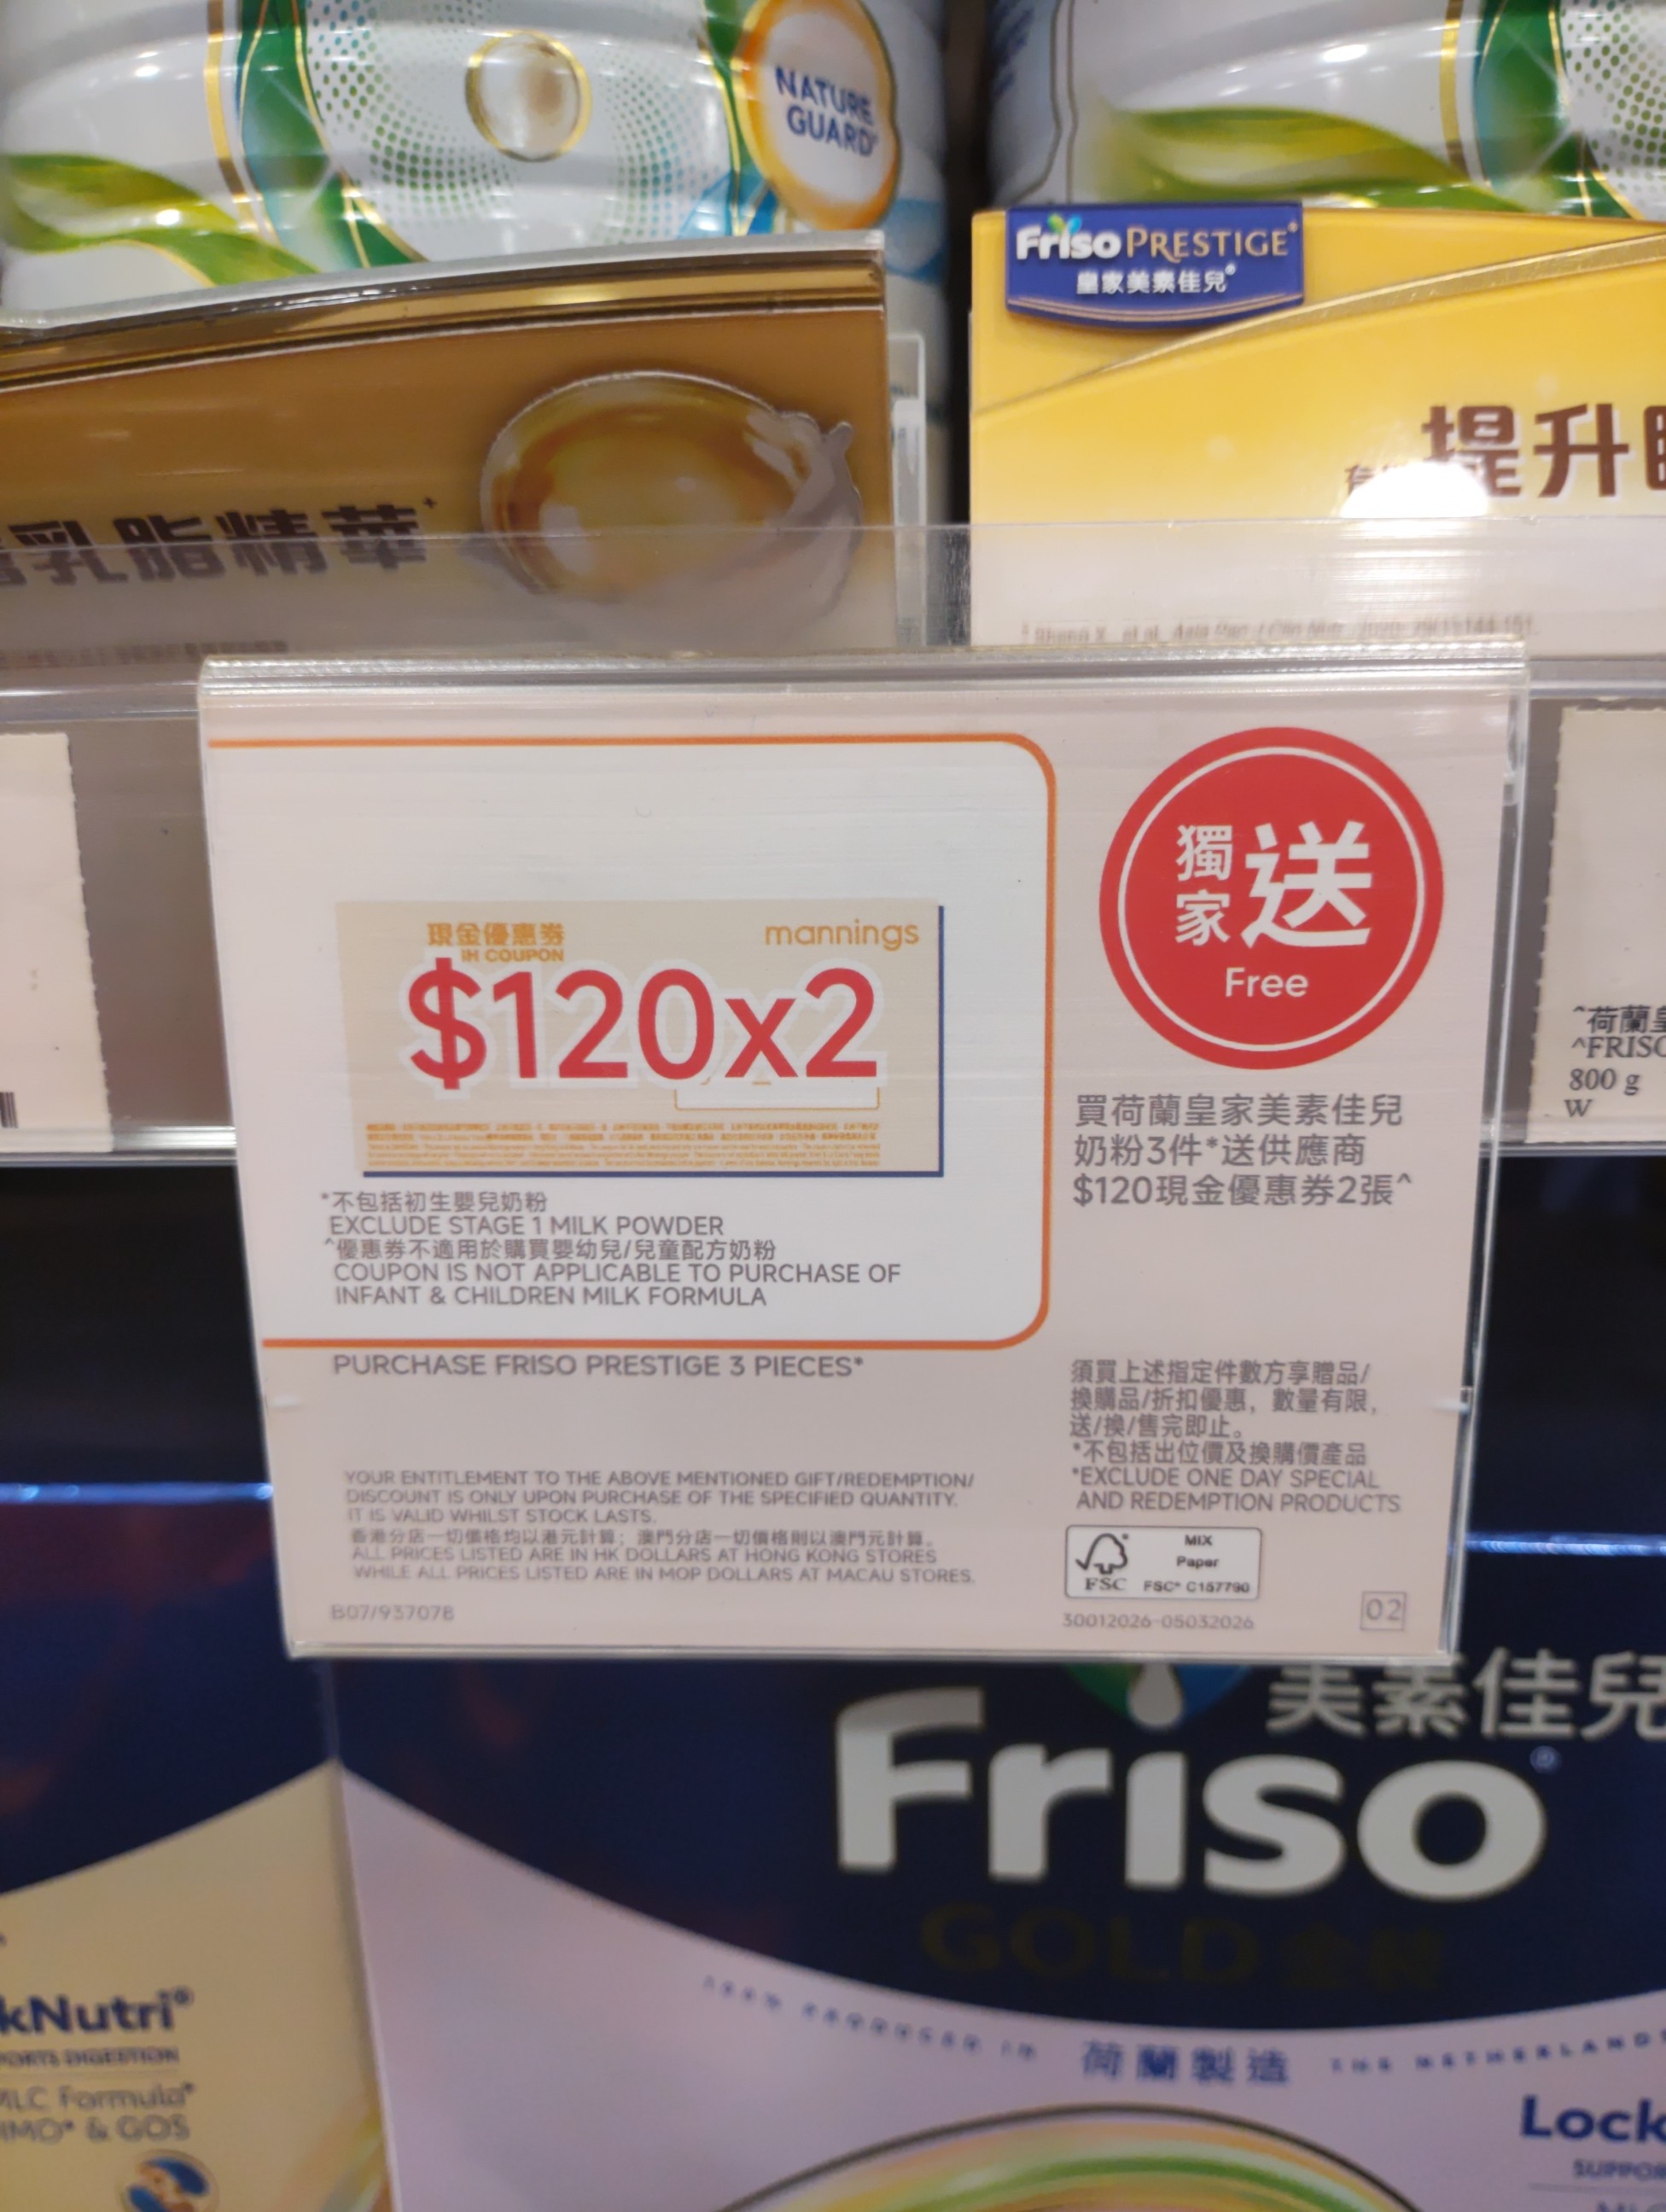 NATURE
GUARD
Friso PRESTIGE®
皇家美素佳兒®
乳脂精華⁺
提升
mannings
現金優惠券
IH COUPON
$120x2
獨家送
Free
買荷蘭皇家美素佳兒
奶粉3件*送供應商
$120現金優惠券2張^
*不包括初生嬰兒奶粉
EXCLUDE STAGE 1 MILK POWDER
^優惠券不適用於購買嬰幼兒/兒童配方奶粉
COUPON IS NOT APPLICABLE TO PURCHASE OF
INFANT & CHILDREN MILK FORMULA
PURCHASE FRISO PRESTIGE 3 PIECES*
須買上述指定件數方享贈品/
換購品/折扣優惠，數量有限，
送/換/售完即止。
*不包括出位價及換購價產品
*EXCLUDE ONE DAY SPECIAL
AND REDEMPTION PRODUCTS
YOUR ENTITLEMENT TO THE ABOVE MENTIONED GIFT/REDEMPTION/
DISCOUNT IS ONLY UPON PURCHASE OF THE SPECIFIED QUANTITY.
IT IS VALID WHILST STOCK LASTS.
香港分店一切價格均以港元計算；澳門分店一切價格則以澳門元計算。
ALL PRICES LISTED ARE IN HK DOLLARS AT HONG KONG STORES
WHILE ALL PRICES LISTED ARE IN MOP DOLLARS AT MACAU STORES.
B07/937078
FSC
MIX
Paper
FSC® C157790
30012026-05032026
02
^荷蘭皇
^FRISO
800 g
W
美素佳兒
Friso®
GOLD
荷蘭製造
THE NETHERLANDS
kNutri®
PORTS DIGESTION
MLC Formula*
HMO* & GOS
Lock
SUPPOR